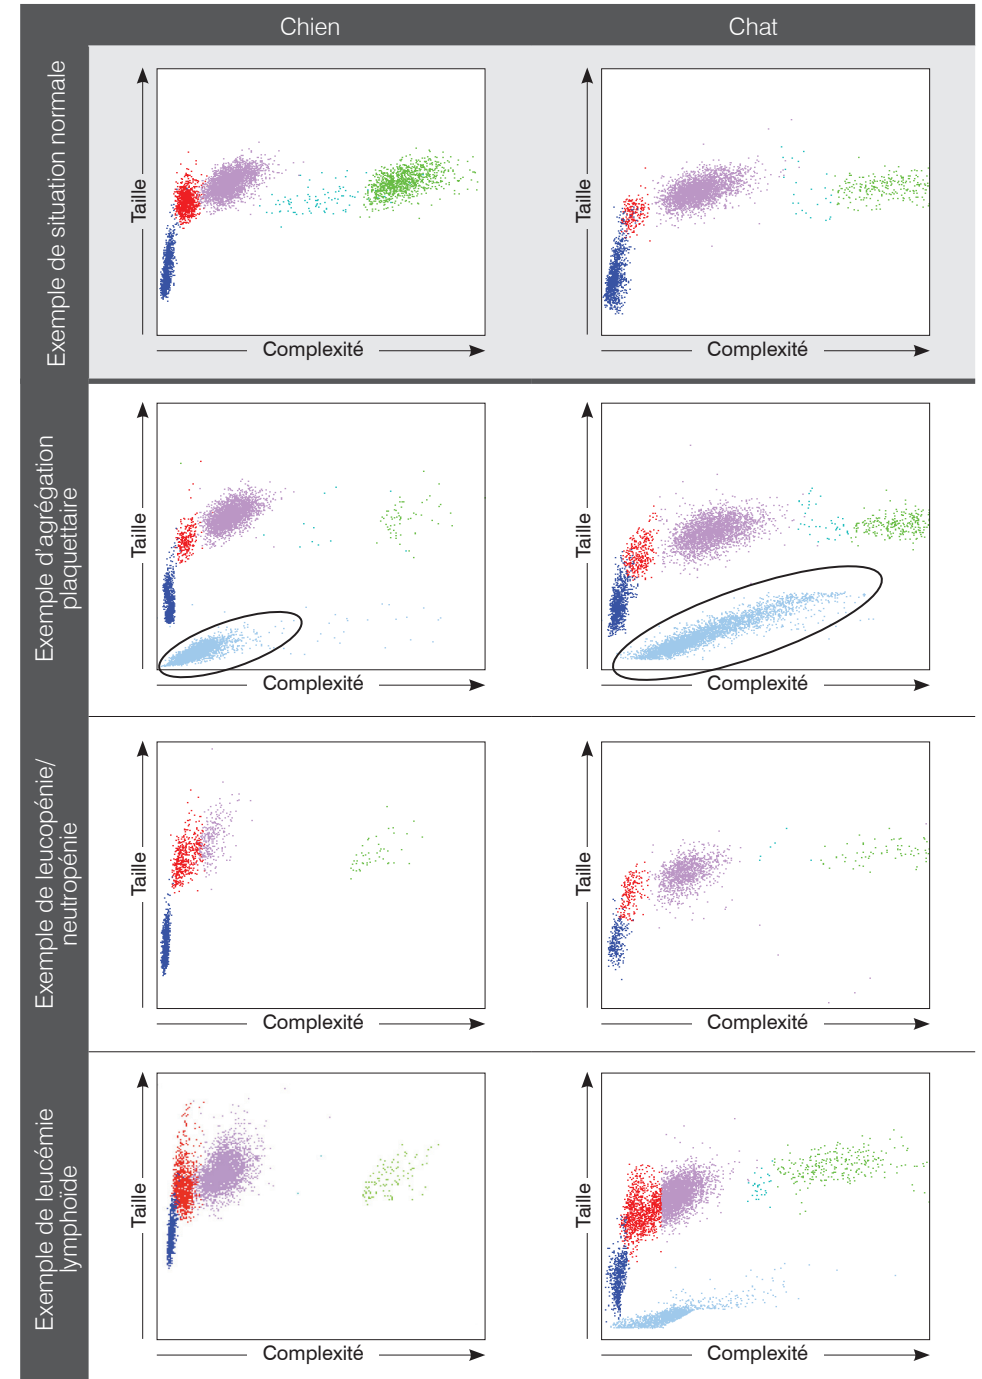 Chien
Chat
Exemple de situation normale
Taille
Complexité
Taille
Complexité
Exemple d'agrégation
plaquettaire
Taille
Complexité
Taille
Complexité
Exemple de leucopénie/
neutropénie
Taille
Complexité
Taille
Complexité
Exemple de leucémie
lymphoïde
Taille
Complexité
Taille
Complexité